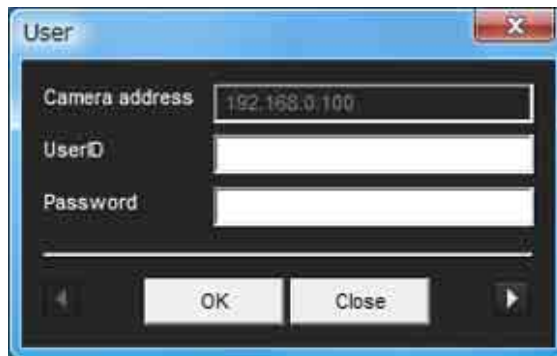 User
Camera address 192.168.0.100
UserID
Password
OK Close